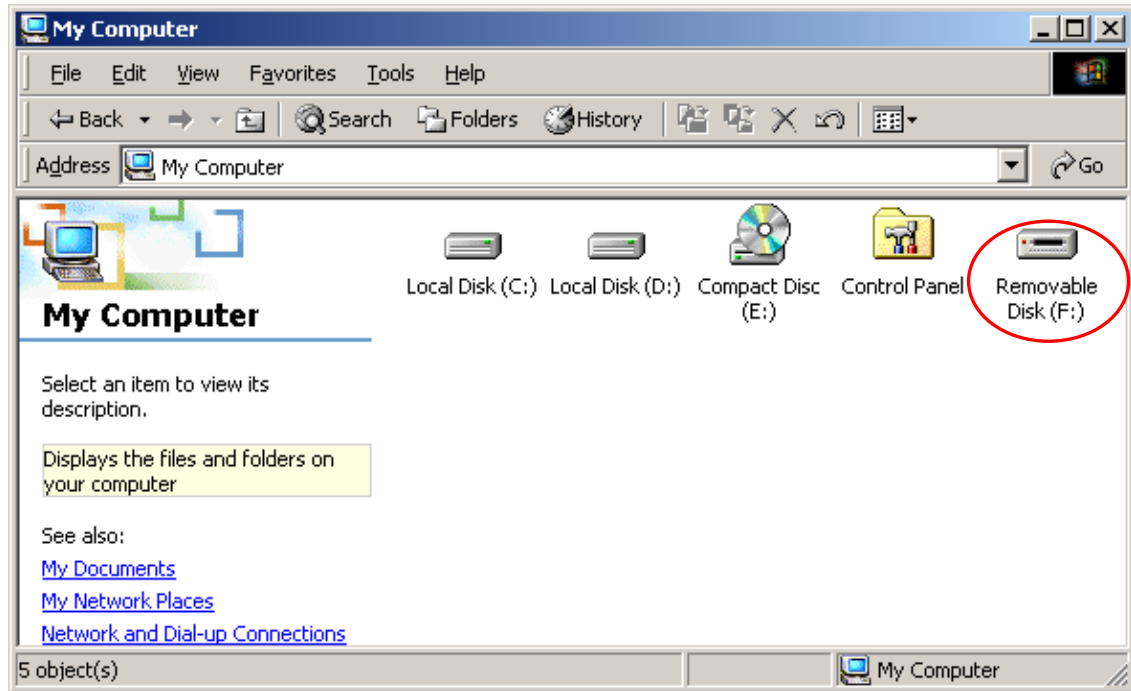 My Computer
File Edit View Favorites Tools Help
Back Search Folders History
Address My Computer Go
Local Disk (C:) Local Disk (D:) Compact Disc (E:) Control Panel Removable Disk (F:)
My Computer
Select an item to view its
description.
Displays the files and folders on
your computer
See also:
My Documents
My Network Places
Network and Dial-up Connections
5 object(s) My Computer